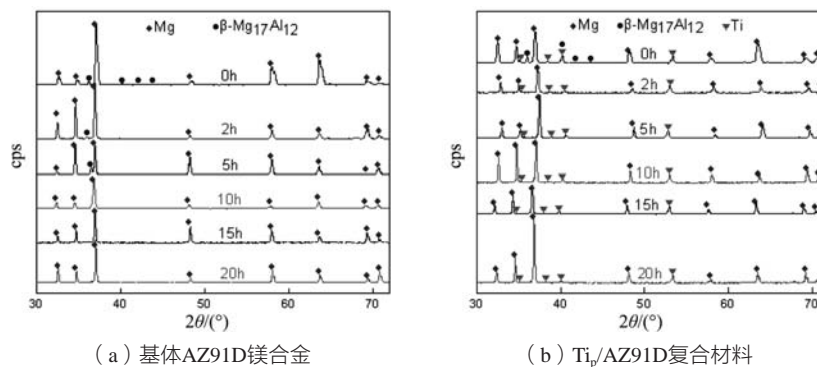 ◆Mg ●β-Mg17Al12
0h
2h
5h
10h
15h
20h
cps
30 40 50 60 70
2θ/(°)
(a)基体AZ91D镁合金
◆Mg ●β-Mg17Al12 ▼Ti
0h
2h
5h
10h
15h
20h
cps
30 40 50 60 70
2θ/(°)
(b)Tip/AZ91D复合材料